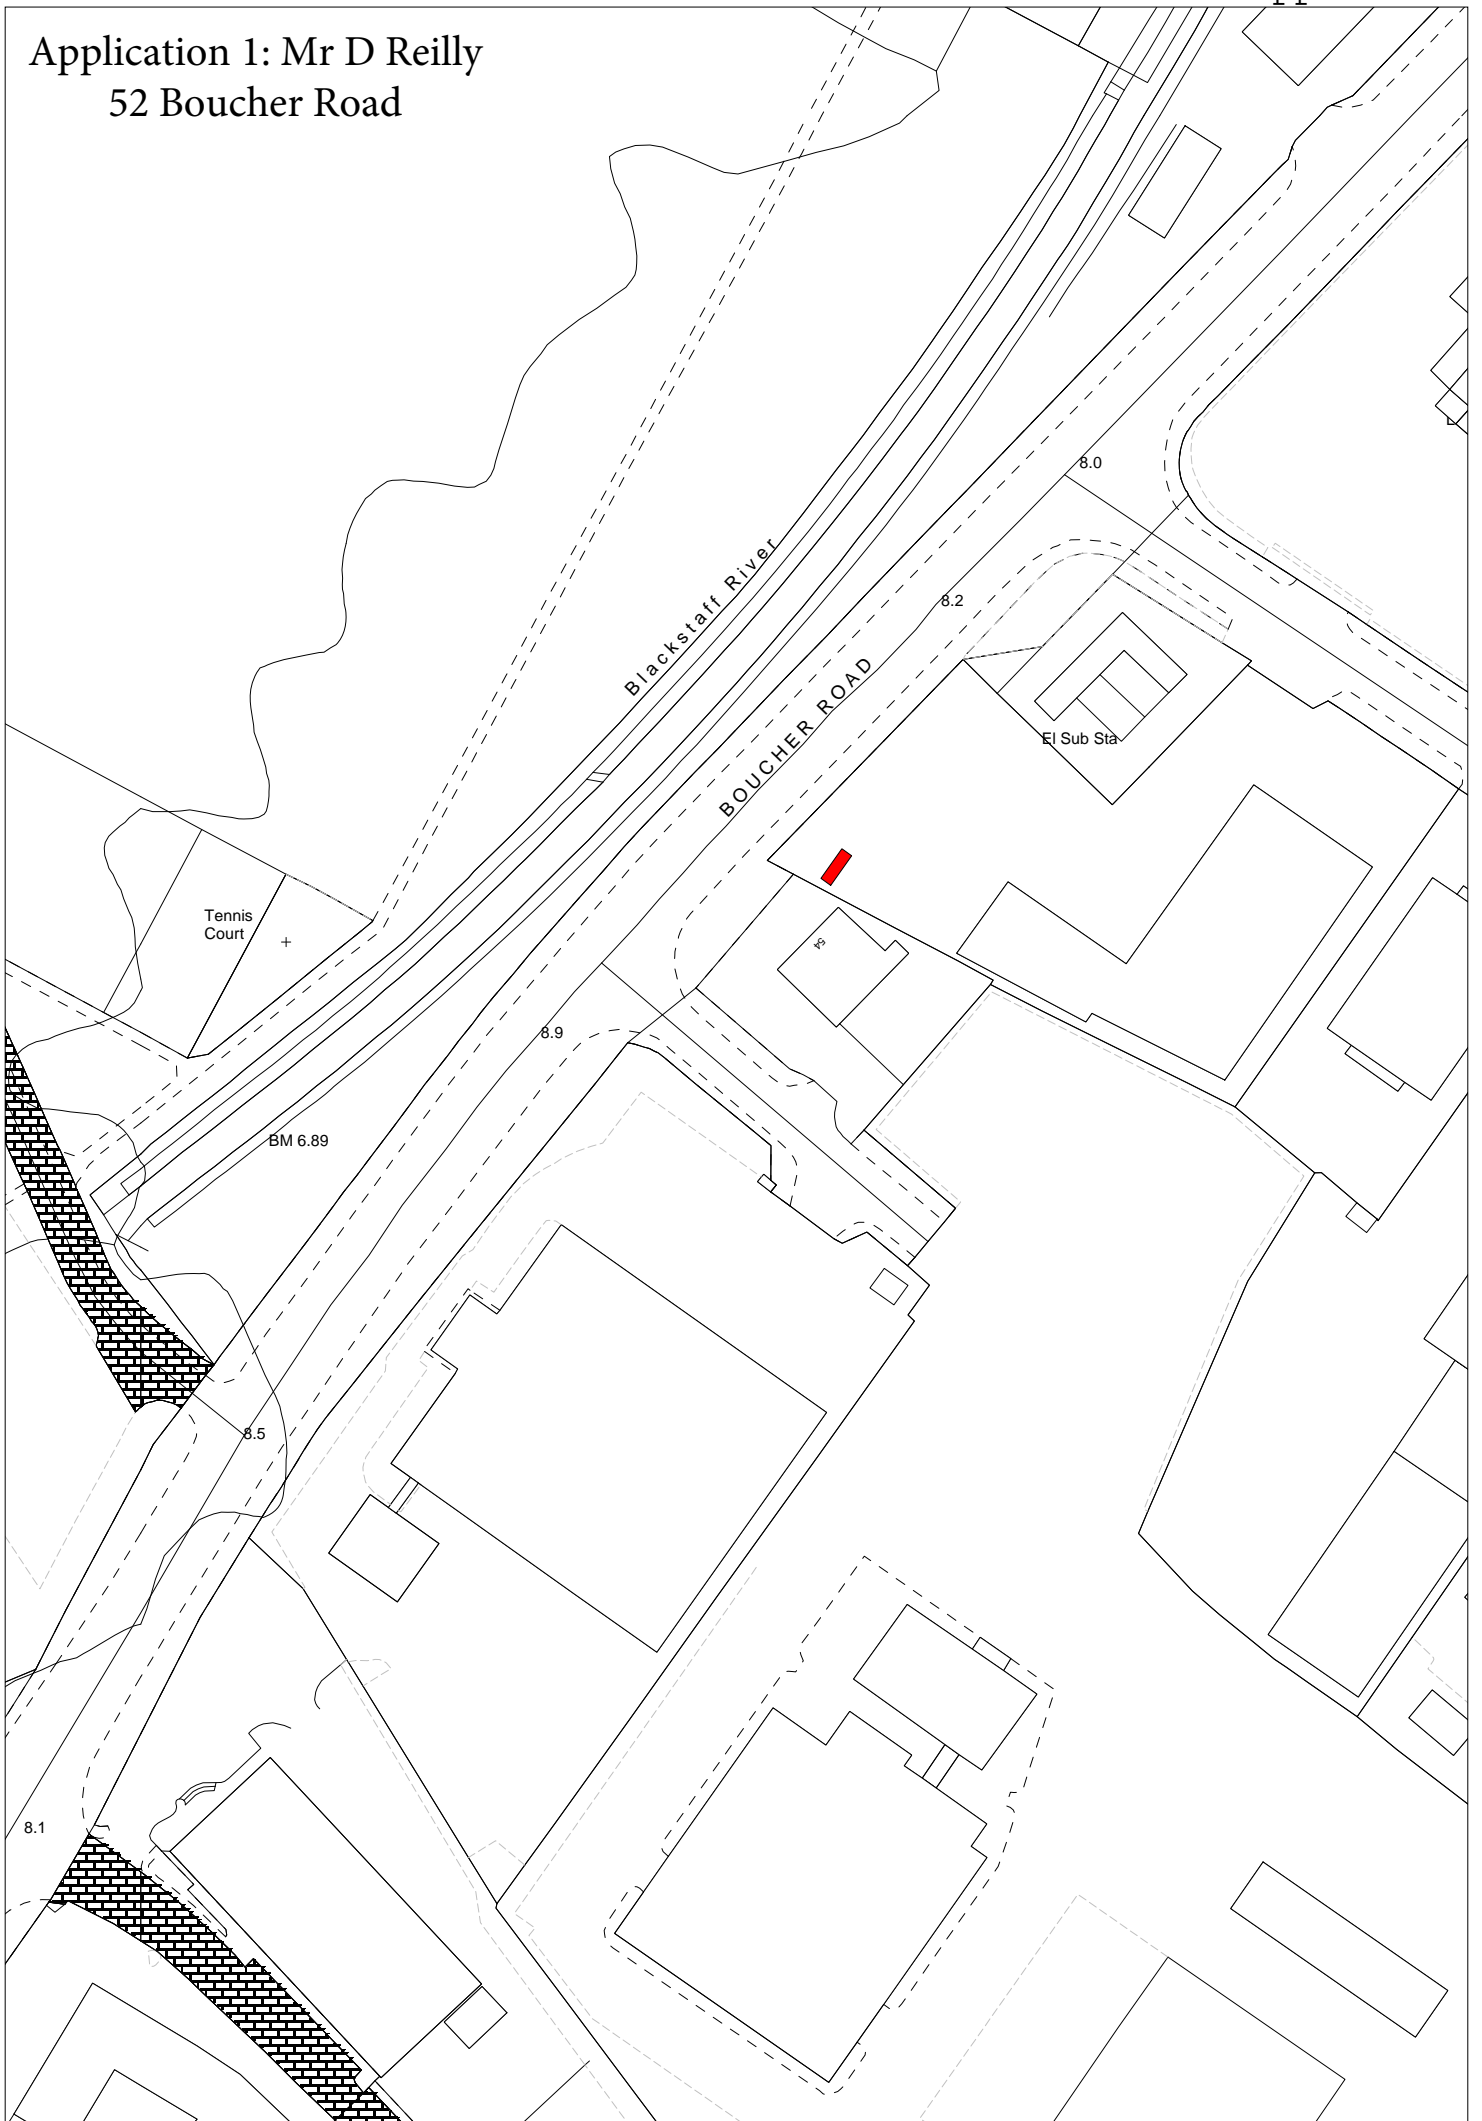 Application 1: Mr D Reilly
52 Boucher Road
8.0
Blackstaff River
8.2
BOUCHER ROAD
El Sub Sta
Tennis
Court
54
8.9
BM 6.89
8.5
8.1